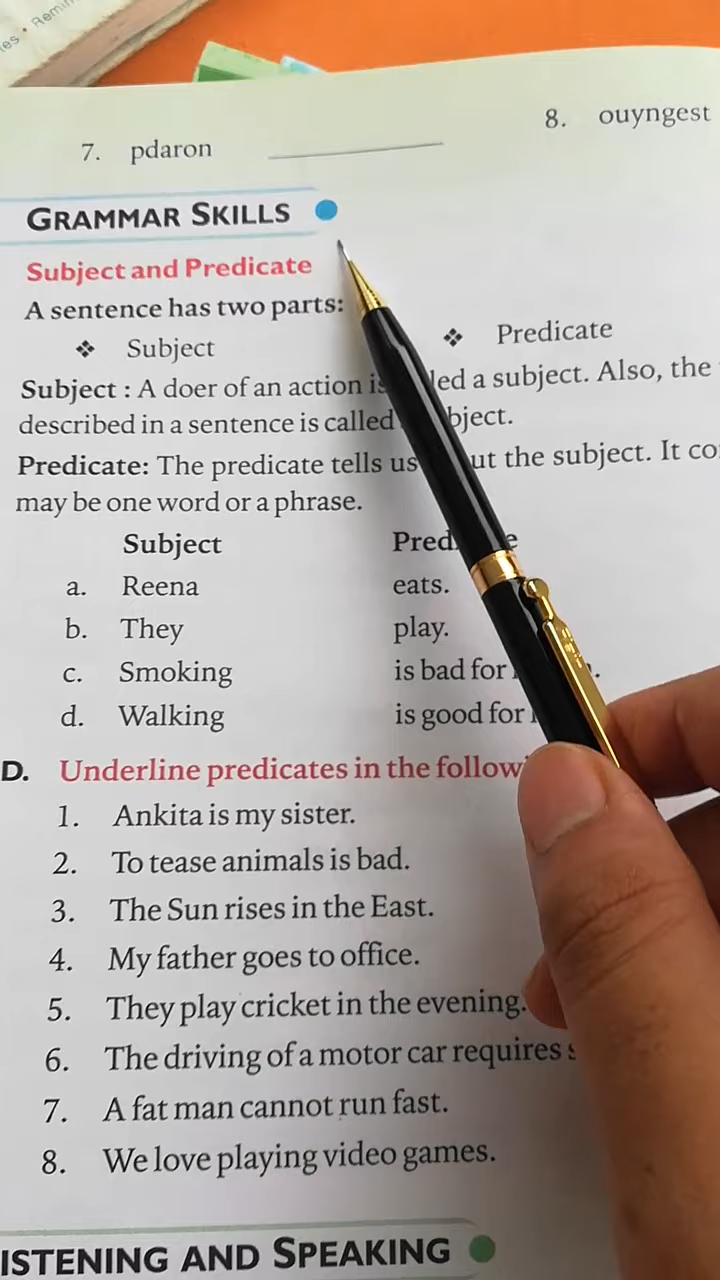 es • Remin
8. ouyngest
7. pdaron
GRAMMAR SKILLS
Subject and Predicate
A sentence has two parts:
❖ Subject ❖ Predicate
Subject : A doer of an action is led a subject. Also, the
described in a sentence is called bject.
Predicate: The predicate tells us ut the subject. It co
may be one word or a phrase.
Subject Pred e
a. Reena eats.
b. They play.
c. Smoking is bad for
d. Walking is good for
D. Underline predicates in the follow
1. Ankita is my sister.
2. To tease animals is bad.
3. The Sun rises in the East.
4. My father goes to office.
5. They play cricket in the evening.
6. The driving of a motor car requires s
7. A fat man cannot run fast.
8. We love playing video games.
ISTENING AND SPEAKING